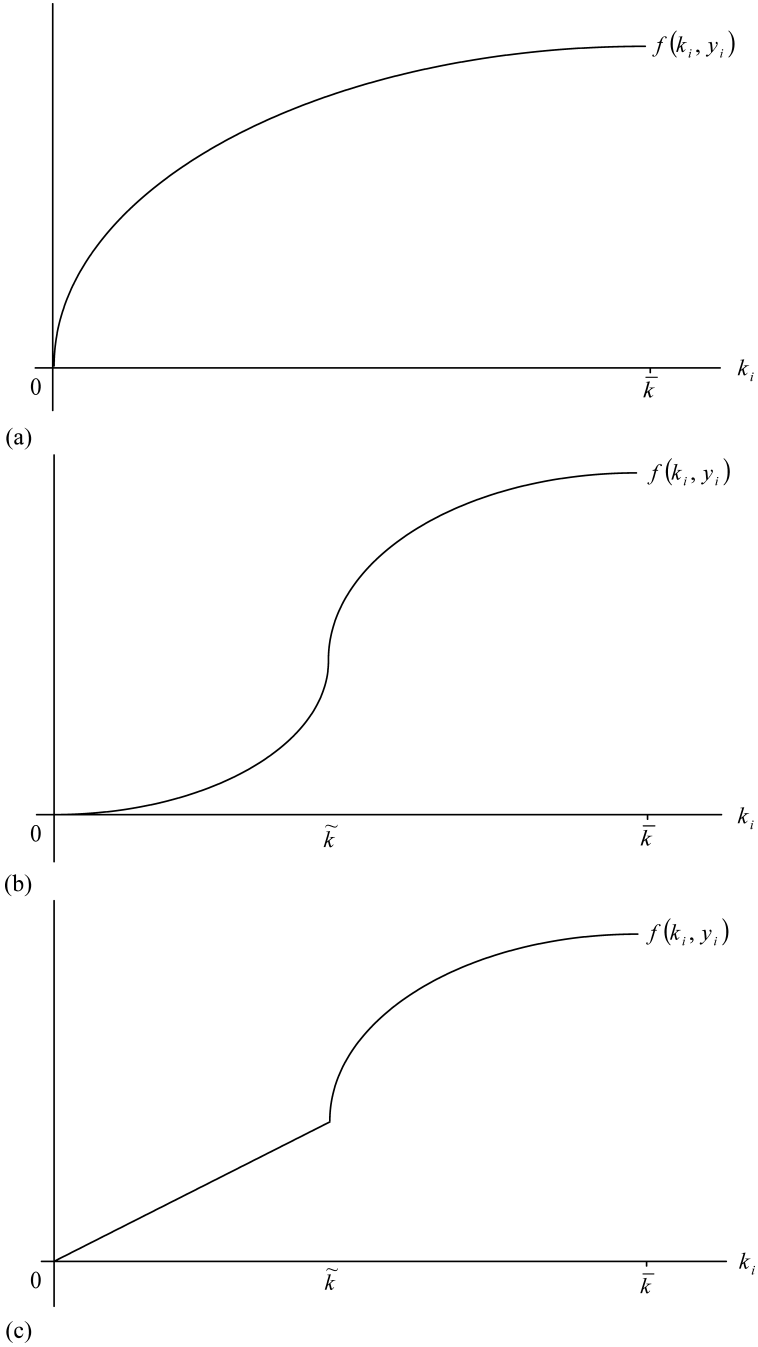 f(kᵢ, yᵢ)
0
k̄
kᵢ
(a)
f(kᵢ, yᵢ)
0
k̃
k̄
kᵢ
(b)
f(kᵢ, yᵢ)
0
k̃
k̄
kᵢ
(c)